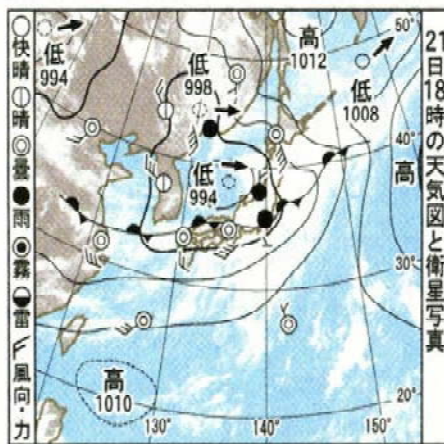 21日18時の天気図と衛星写真
○快晴 ⦶晴 ◎曇 ●雨 ◉霧 ◒雷 風向・力
低
994
低
998
高
1012
低
1008
50°
40°
低
994
高
30°
高
1010
20°
130°
140°
150°